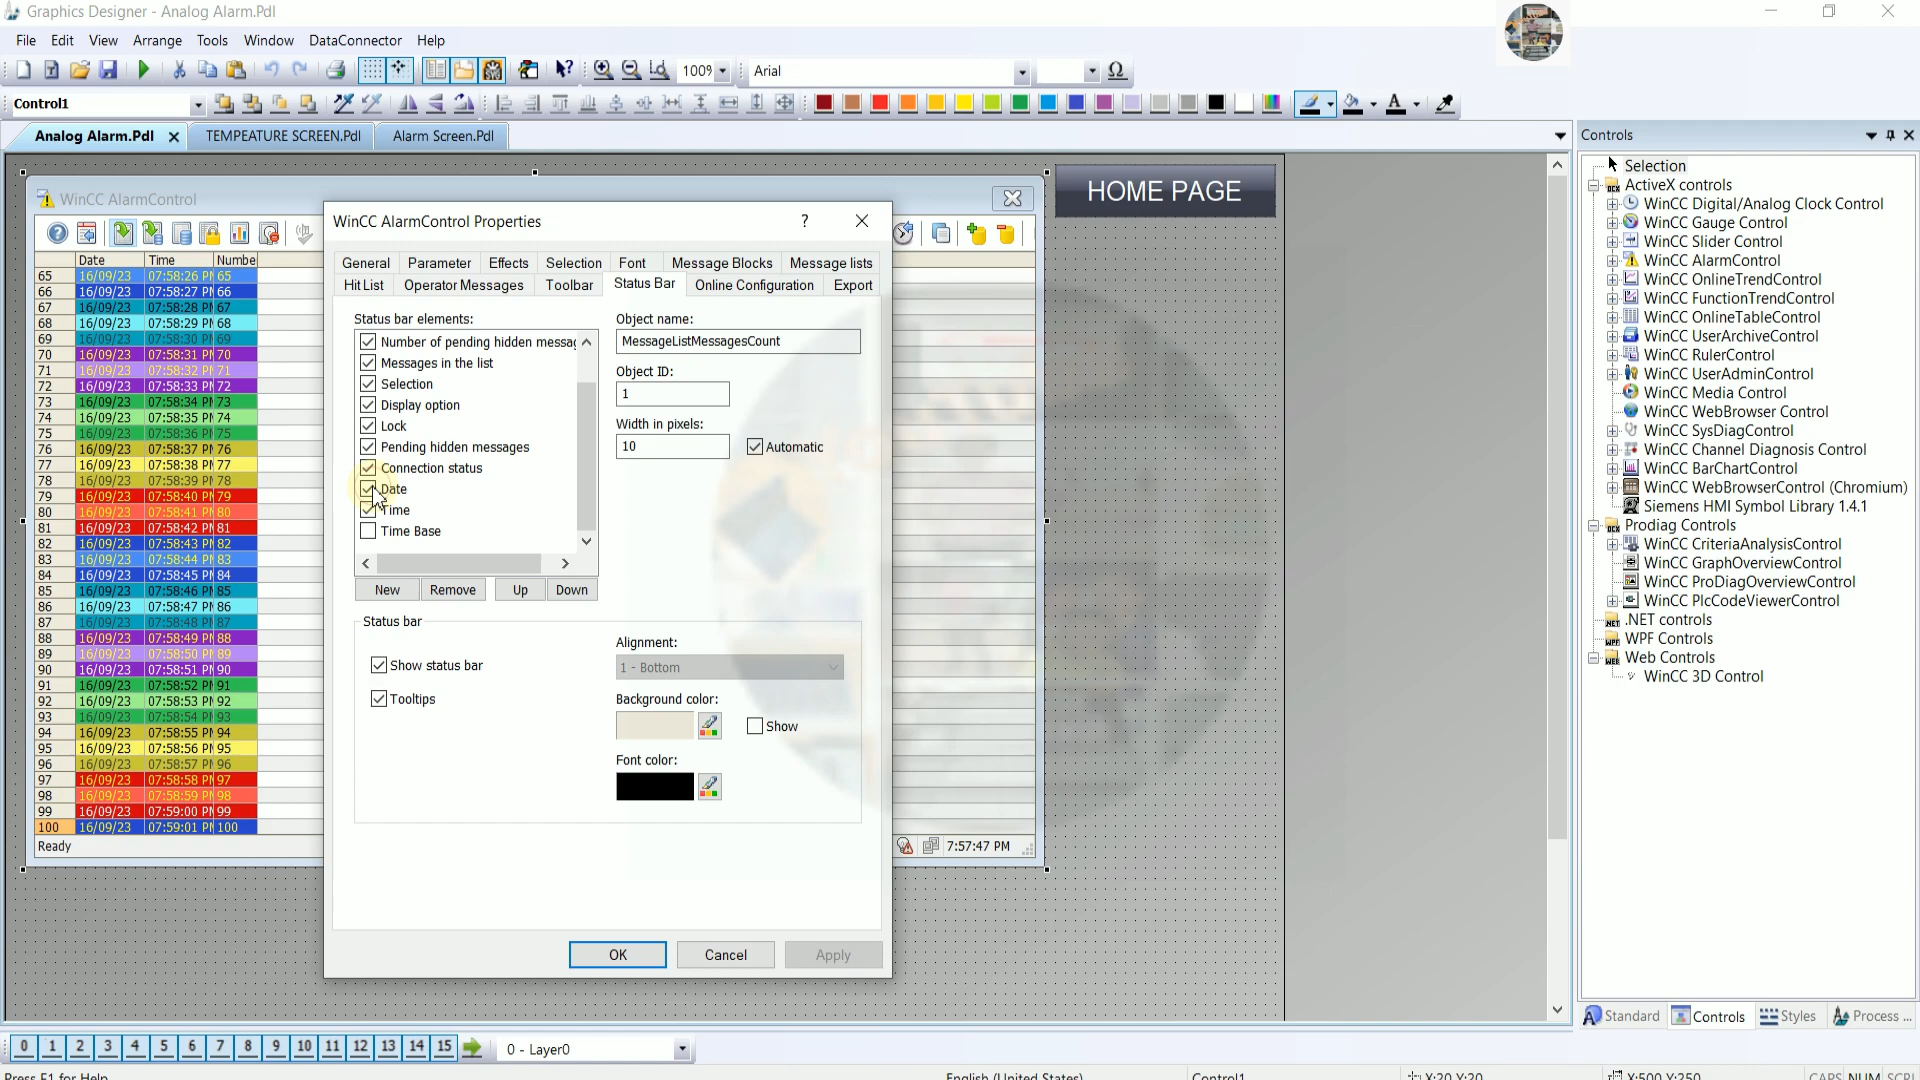 Graphics Designer - Analog Alarm.Pdl
File Edit View Arrange Tools Window DataConnector Help
100% Arial Ω
Control1
Analog Alarm.Pdl TEMPEATURE SCREEN.Pdl Alarm Screen.Pdl
WinCC AlarmControl
HOME PAGE
Date Time Numbe
65 16/09/23 07:58:26 PM 65
66 16/09/23 07:58:27 PM 66
67 16/09/23 07:58:28 PM 67
68 16/09/23 07:58:29 PM 68
69 16/09/23 07:58:30 PM 69
70 16/09/23 07:58:31 PM 70
71 16/09/23 07:58:32 PM 71
72 16/09/23 07:58:33 PM 72
73 16/09/23 07:58:34 PM 73
74 16/09/23 07:58:35 PM 74
75 16/09/23 07:58:36 PM 75
76 16/09/23 07:58:37 PM 76
77 16/09/23 07:58:38 PM 77
78 16/09/23 07:58:39 PM 78
79 16/09/23 07:58:40 PM 79
80 16/09/23 07:58:41 PM 80
81 16/09/23 07:58:42 PM 81
82 16/09/23 07:58:43 PM 82
83 16/09/23 07:58:44 PM 83
84 16/09/23 07:58:45 PM 84
85 16/09/23 07:58:46 PM 85
86 16/09/23 07:58:47 PM 86
87 16/09/23 07:58:48 PM 87
88 16/09/23 07:58:49 PM 88
89 16/09/23 07:58:50 PM 89
90 16/09/23 07:58:51 PM 90
91 16/09/23 07:58:52 PM 91
92 16/09/23 07:58:53 PM 92
93 16/09/23 07:58:54 PM 93
94 16/09/23 07:58:55 PM 94
95 16/09/23 07:58:56 PM 95
96 16/09/23 07:58:57 PM 96
97 16/09/23 07:58:58 PM 97
98 16/09/23 07:58:59 PM 98
99 16/09/23 07:59:00 PM 99
100 16/09/23 07:59:01 PM 100
Ready
7:57:47 PM
WinCC AlarmControl Properties
General Parameter Effects Selection Font Message Blocks Message lists
Hit List Operator Messages Toolbar Status Bar Online Configuration Export
Status bar elements:
Number of pending hidden messag
Messages in the list
Selection
Display option
Lock
Pending hidden messages
Connection status
Date
Time
Time Base
New Remove Up Down
Object name:
MessageListMessagesCount
Object ID:
1
Width in pixels:
10 Automatic
Status bar
Show status bar
Tooltips
Alignment:
1 - Bottom
Background color:
Show
Font color:
OK Cancel Apply
Controls
Selection
ActiveX controls
WinCC Digital/Analog Clock Control
WinCC Gauge Control
WinCC Slider Control
WinCC AlarmControl
WinCC OnlineTrendControl
WinCC FunctionTrendControl
WinCC OnlineTableControl
WinCC UserArchiveControl
WinCC RulerControl
WinCC UserAdminControl
WinCC Media Control
WinCC WebBrowser Control
WinCC SysDiagControl
WinCC Channel Diagnosis Control
WinCC BarChartControl
WinCC WebBrowserControl (Chromium)
Siemens HMI Symbol Library 1.4.1
Prodiag Controls
WinCC CriteriaAnalysisControl
WinCC GraphOverviewControl
WinCC ProDiagOverviewControl
WinCC PlcCodeViewerControl
.NET controls
WPF Controls
Web Controls
WinCC 3D Control
Standard Controls Styles Process ...
0 1 2 3 4 5 6 7 8 9 10 11 12 13 14 15 0 - Layer0
Press F1 for Help English (United States) Control1 X:20 Y:20 X:500 Y:250 CAPS NUM SCRL